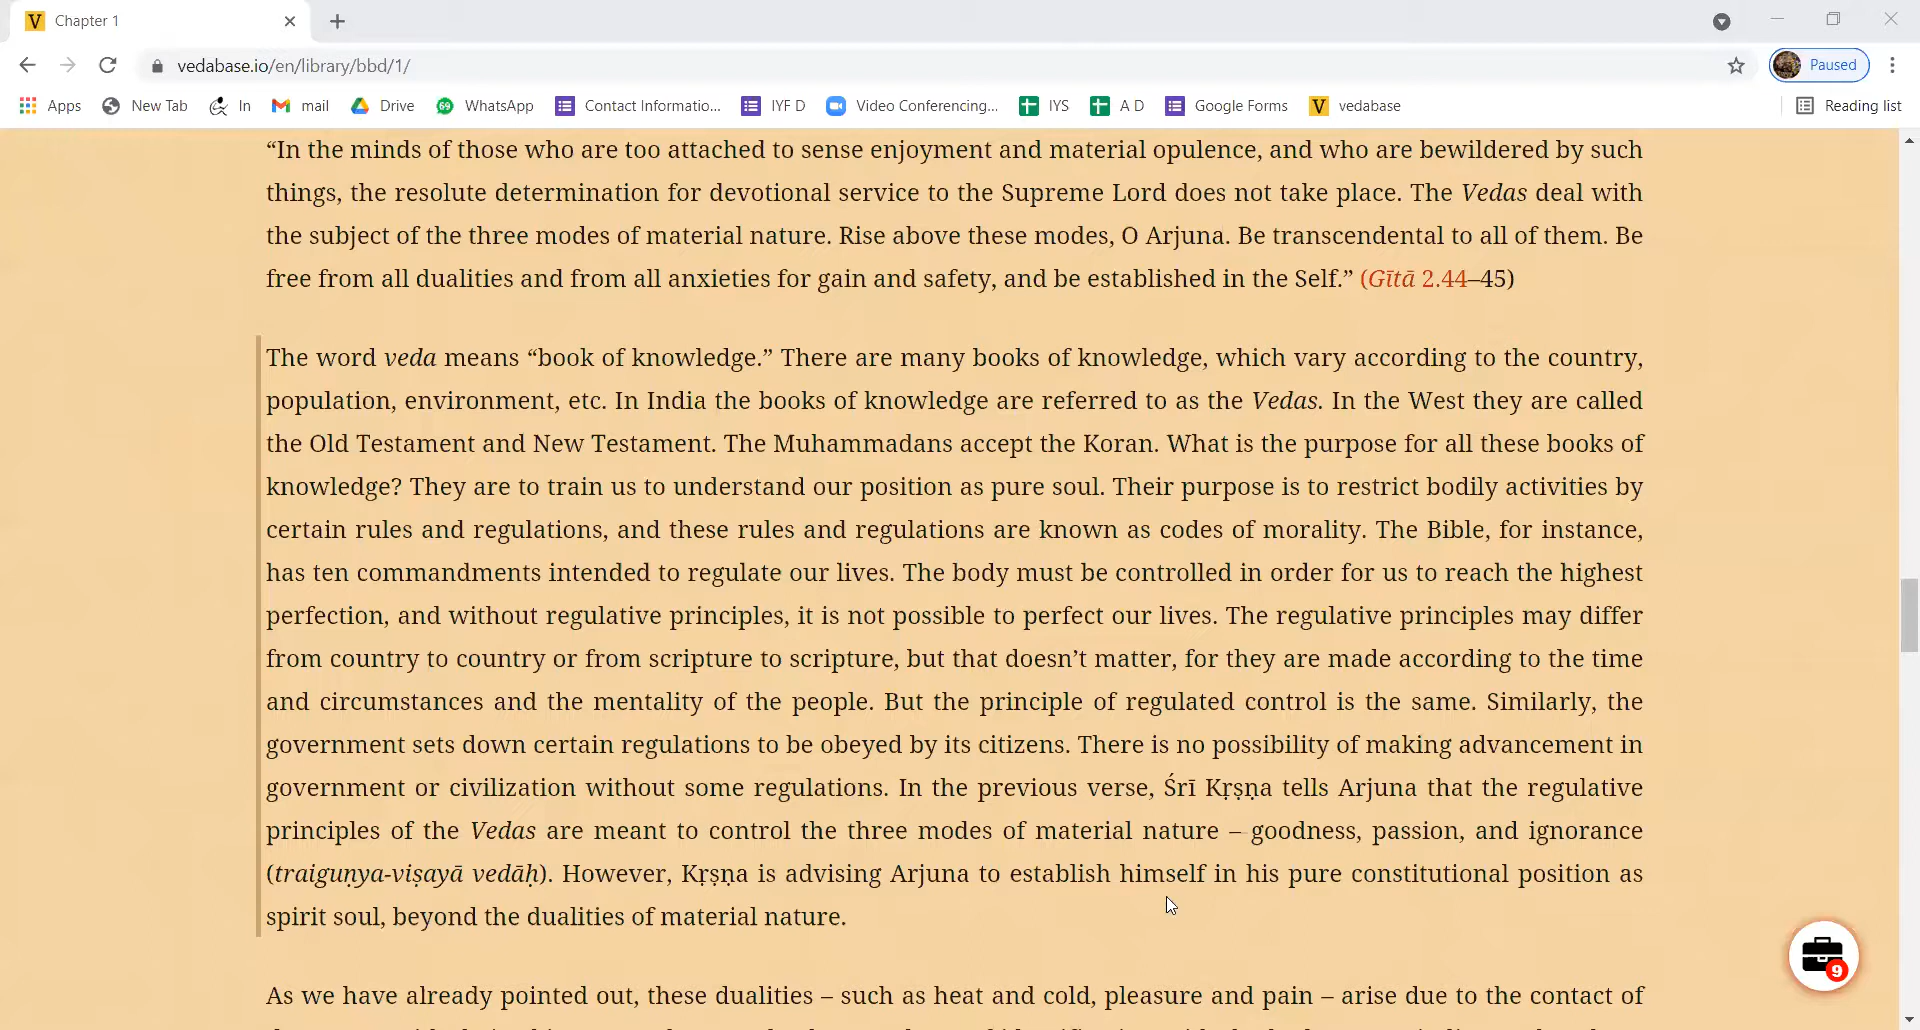 V Chapter 1
vedabase.io/en/library/bbd/1/
Paused
Apps New Tab In mail Drive 69 WhatsApp Contact Informatio... IYF D Video Conferencing... IYS A D Google Forms V vedabase Reading list
“In the minds of those who are too attached to sense enjoyment and material opulence, and who are bewildered by such
things, the resolute determination for devotional service to the Supreme Lord does not take place. The Vedas deal with
the subject of the three modes of material nature. Rise above these modes, O Arjuna. Be transcendental to all of them. Be
free from all dualities and from all anxieties for gain and safety, and be established in the Self.” (Gītā 2.44–45)
The word veda means “book of knowledge.” There are many books of knowledge, which vary according to the country,
population, environment, etc. In India the books of knowledge are referred to as the Vedas. In the West they are called
the Old Testament and New Testament. The Muhammadans accept the Koran. What is the purpose for all these books of
knowledge? They are to train us to understand our position as pure soul. Their purpose is to restrict bodily activities by
certain rules and regulations, and these rules and regulations are known as codes of morality. The Bible, for instance,
has ten commandments intended to regulate our lives. The body must be controlled in order for us to reach the highest
perfection, and without regulative principles, it is not possible to perfect our lives. The regulative principles may differ
from country to country or from scripture to scripture, but that doesn’t matter, for they are made according to the time
and circumstances and the mentality of the people. But the principle of regulated control is the same. Similarly, the
government sets down certain regulations to be obeyed by its citizens. There is no possibility of making advancement in
government or civilization without some regulations. In the previous verse, Śrī Kṛṣṇa tells Arjuna that the regulative
principles of the Vedas are meant to control the three modes of material nature – goodness, passion, and ignorance
(traiguṇya-viṣayā vedāḥ). However, Kṛṣṇa is advising Arjuna to establish himself in his pure constitutional position as
spirit soul, beyond the dualities of material nature.
9
As we have already pointed out, these dualities – such as heat and cold, pleasure and pain – arise due to the contact of